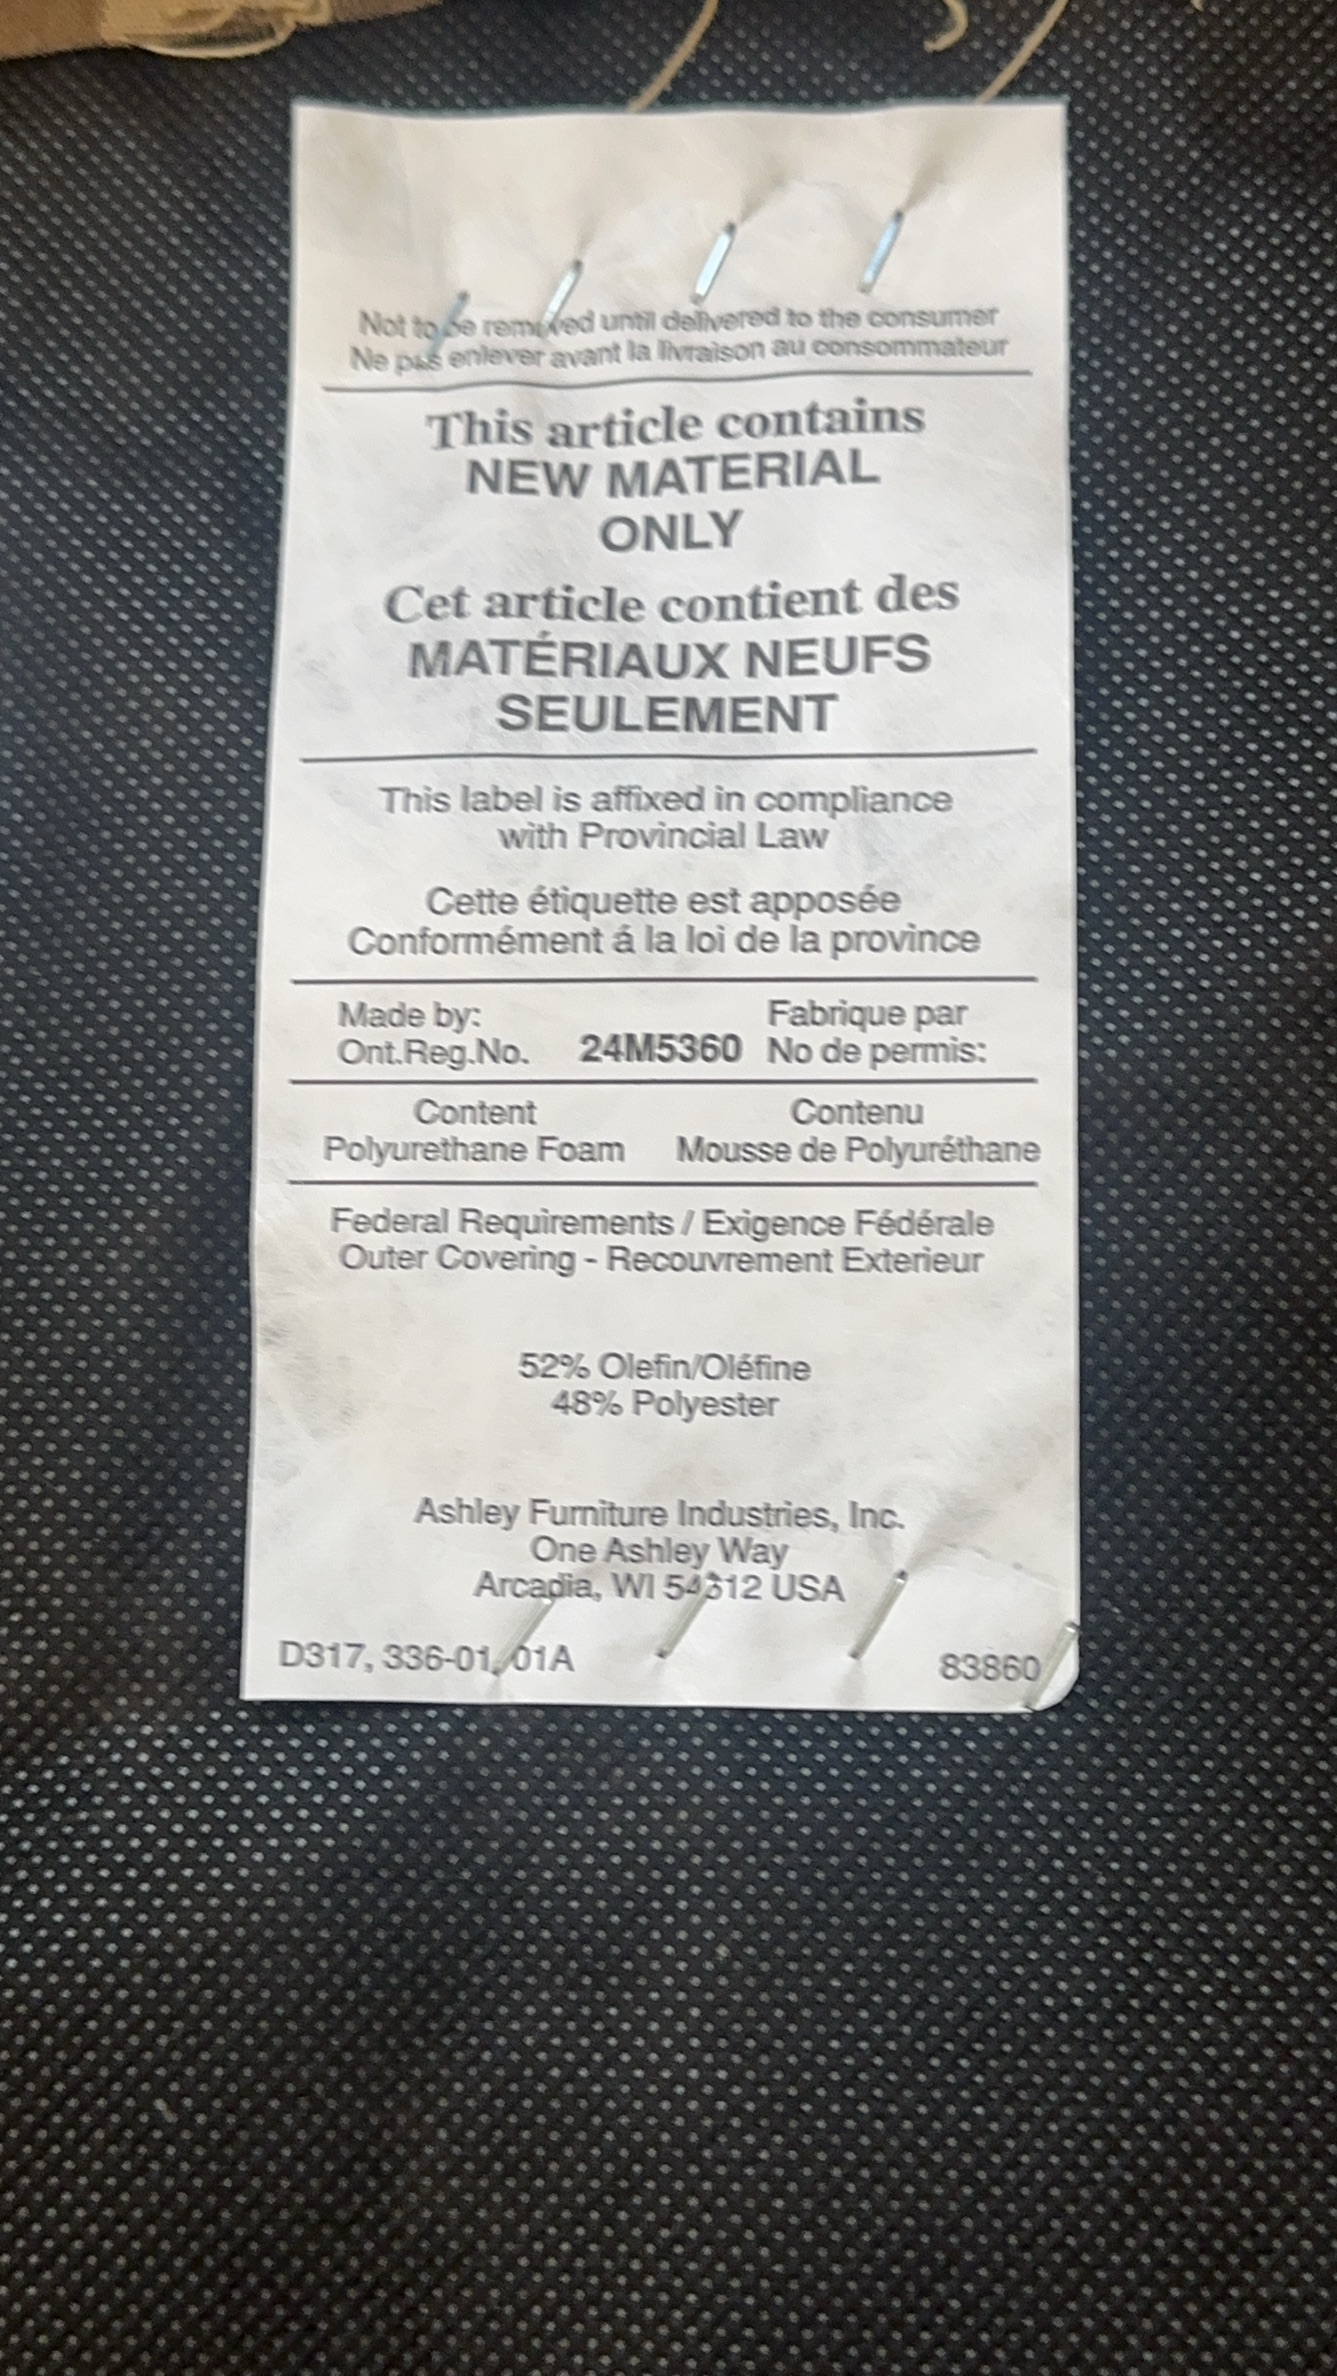 Not to be removed until delivered to the consumer
Ne pas enlever avant la livraison au consommateur
This article contains
NEW MATERIAL
ONLY
Cet article contient des
MATÉRIAUX NEUFS
SEULEMENT
This label is affixed in compliance
with Provincial Law
Cette étiquette est apposée
Conformément á la loi de la province
Made by: Fabrique par
Ont.Reg.No. 24M5360 No de permis:
Content Contenu
Polyurethane Foam Mousse de Polyuréthane
Federal Requirements / Exigence Fédérale
Outer Covering - Recouvrement Exterieur
52% Olefin/Oléfine
48% Polyester
Ashley Furniture Industries, Inc.
One Ashley Way
Arcadia, WI 54612 USA
D317, 336-01, 01A 83860